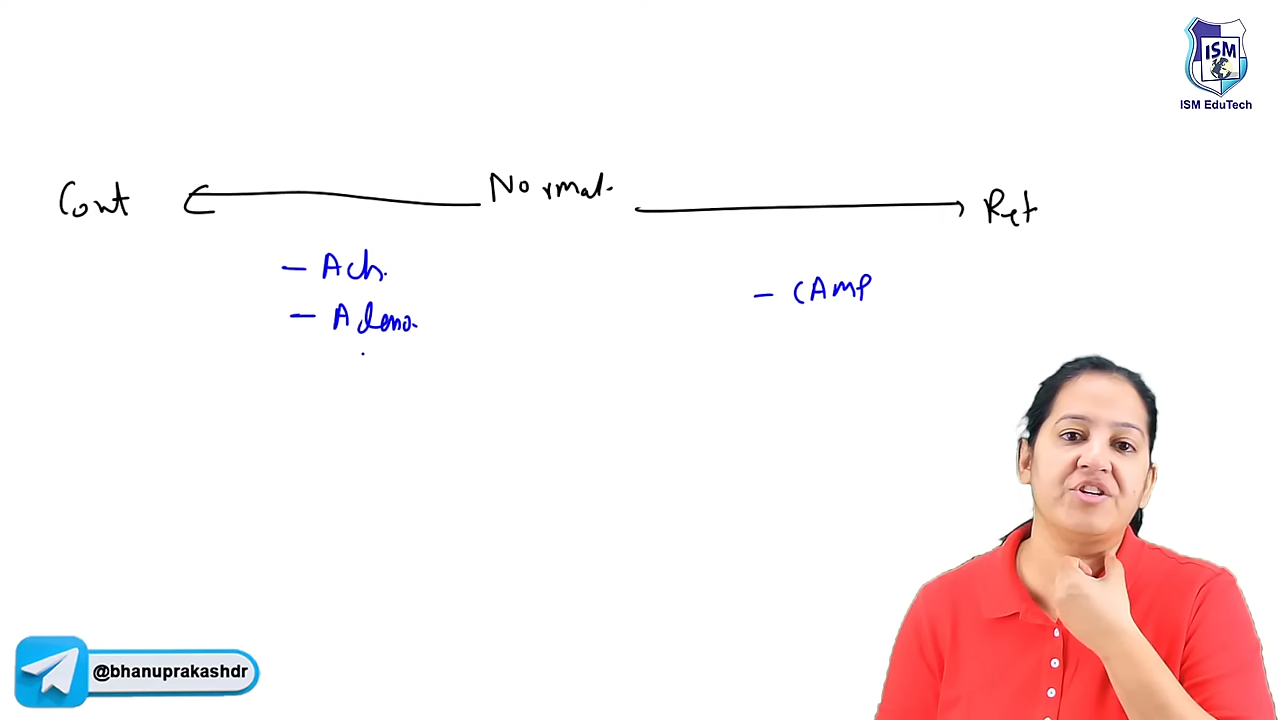 ISM
ISM EduTech
Normal.
Cont
Ret
- Ach.
- CAMP
- Adeno.
@bhanuprakashdr